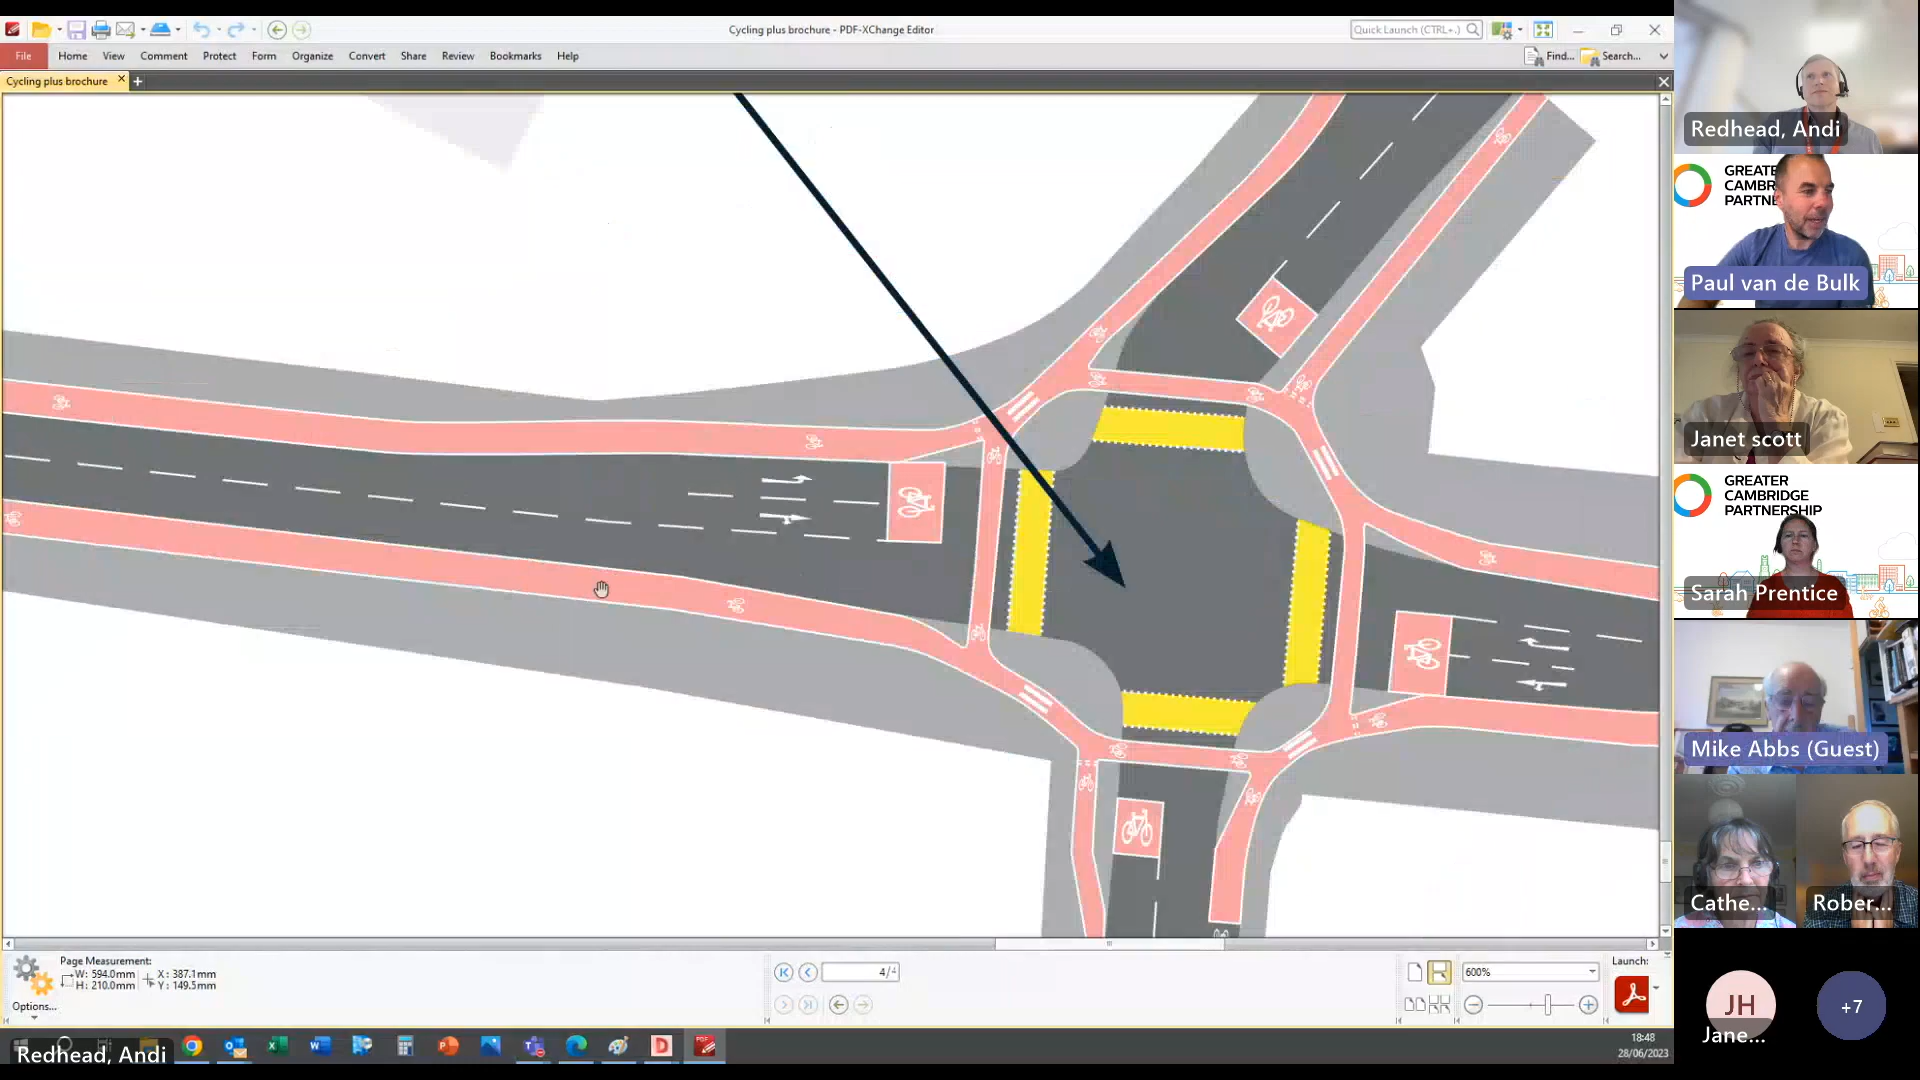 Cycling plus brochure - PDF-XChange Editor
Quick Launch (CTRL+.)
File Home View Comment Protect Form Organize Convert Share Review Bookmarks Help
Find... Search...
Cycling plus brochure
Page Measurement:
W: 594.0mm X: 387.1mm
H: 210.0mm Y: 149.5mm
Options...
4/4
600%
Launch:
18:48
28/06/2023
Redhead, Andi
Redhead, Andi
Paul van de Bulk
Janet scott
GREATER
CAMBRIDGE
PARTNERSHIP
Sarah Prentice
Mike Abbs (Guest)
Cathe... Rober...
JH +7
Jane...